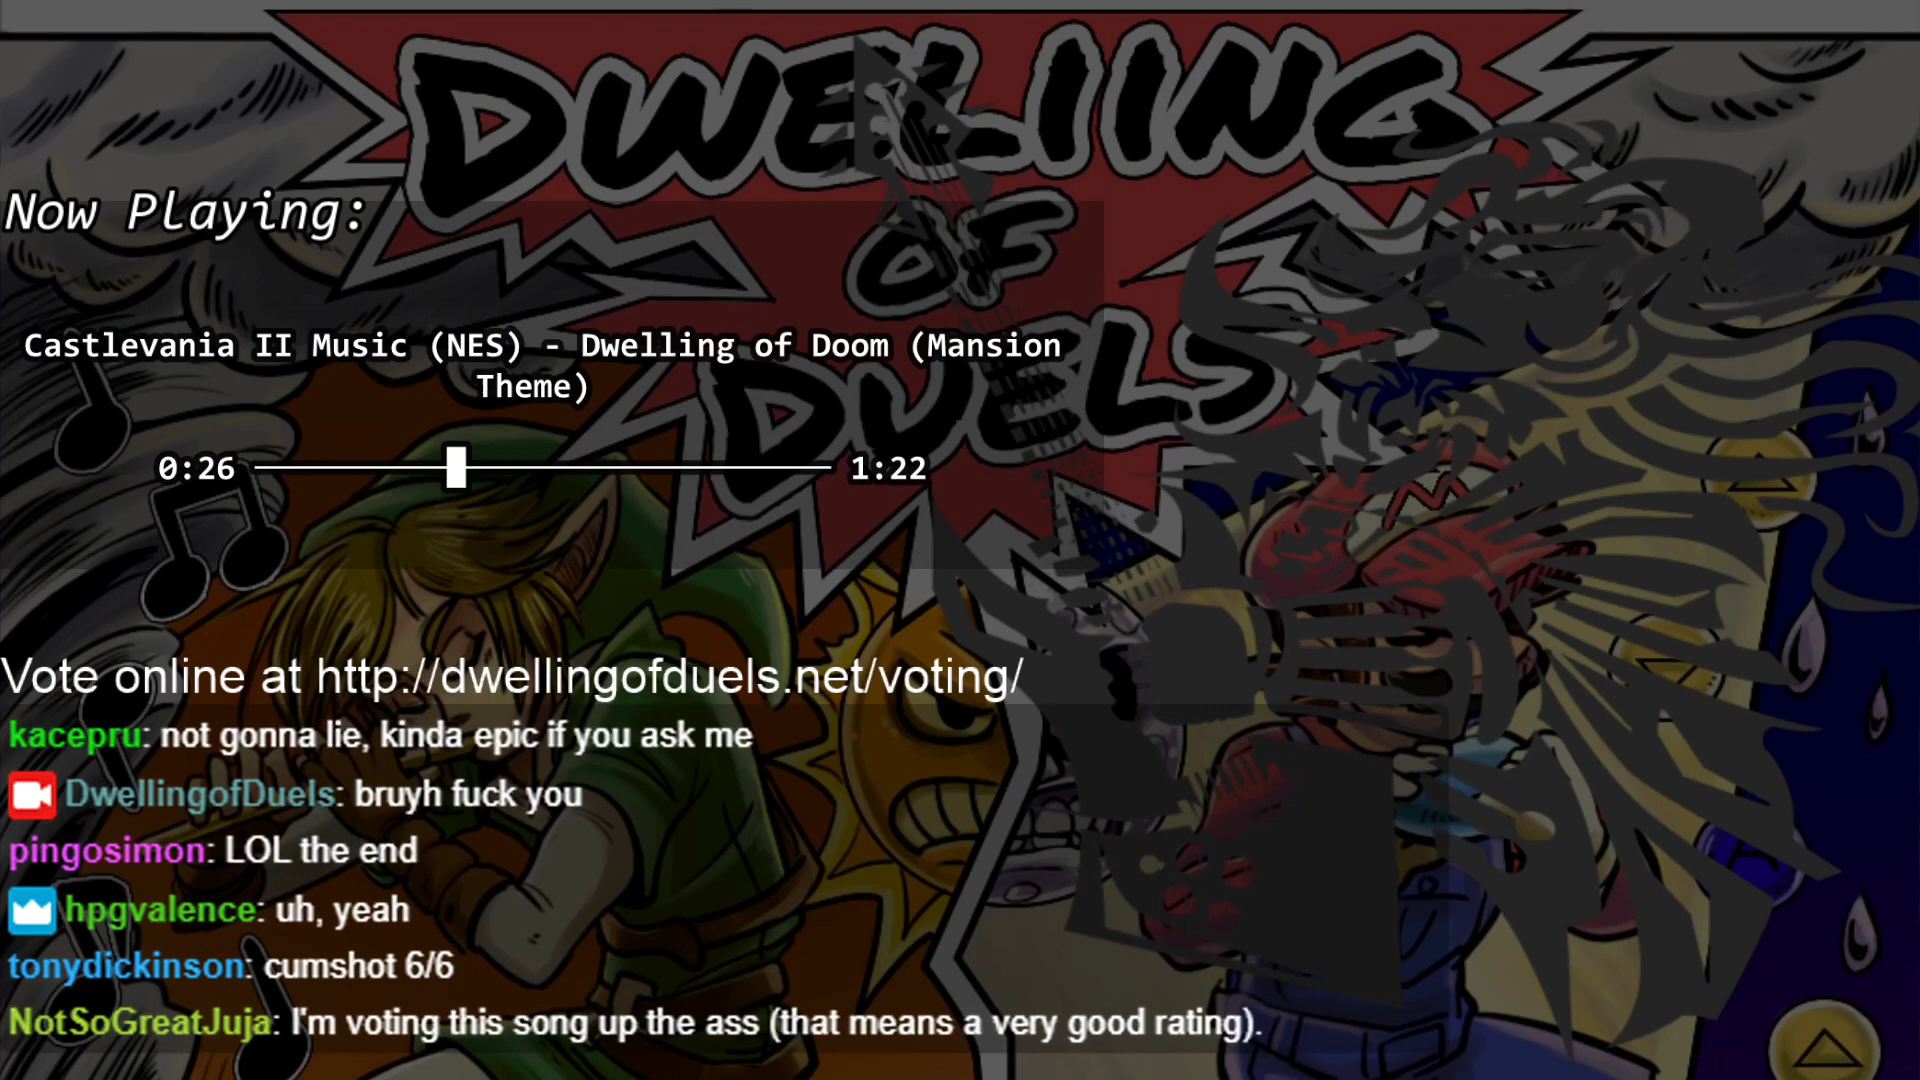 DWELLING
OF
DUELS
Now Playing:
Castlevania II Music (NES) - Dwelling of Doom (Mansion
Theme)
0:26 1:22
Vote online at http://dwellingofduels.net/voting/
kacepru: not gonna lie, kinda epic if you ask me
DwellingofDuels: bruyh fuck you
pingosimon: LOL the end
hpgvalence: uh, yeah
tonydickinson: cumshot 6/6
NotSoGreatJuja: I'm voting this song up the ass (that means a very good rating).